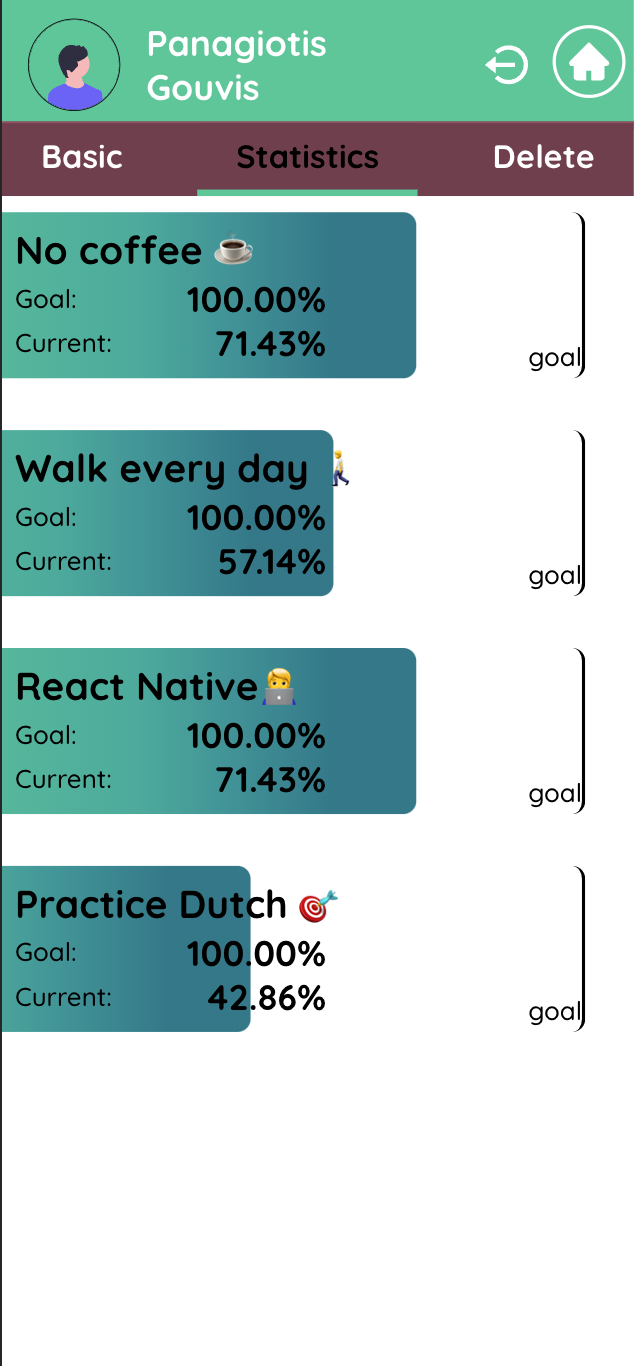 Panagiotis
Gouvis
Basic Statistics Delete
No coffee ☕
Goal: 100.00%
Current: 71.43%
goal
Walk every day 🚶
Goal: 100.00%
Current: 57.14%
goal
React Native🧑‍💻
Goal: 100.00%
Current: 71.43%
goal
Practice Dutch 🎯
Goal: 100.00%
Current: 42.86%
goal